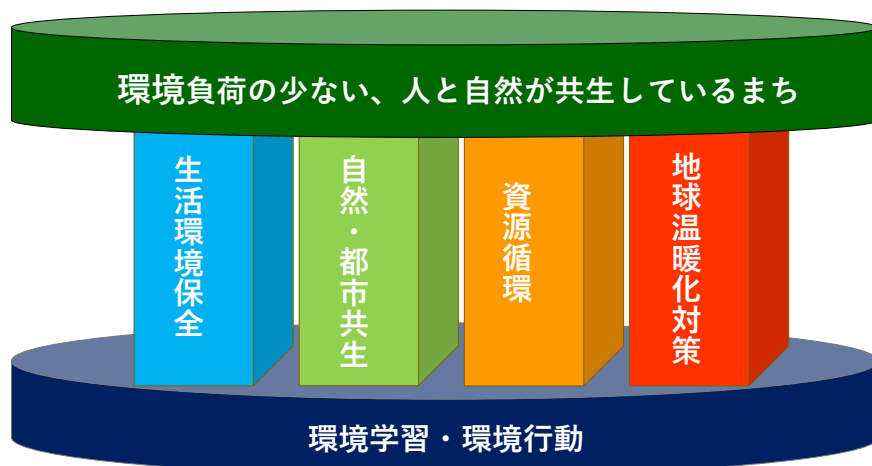 環境負荷の少ない、人と自然が共生しているまち
生活環境保全
自然・都市共生
資源循環
地球温暖化対策
環境学習・環境行動